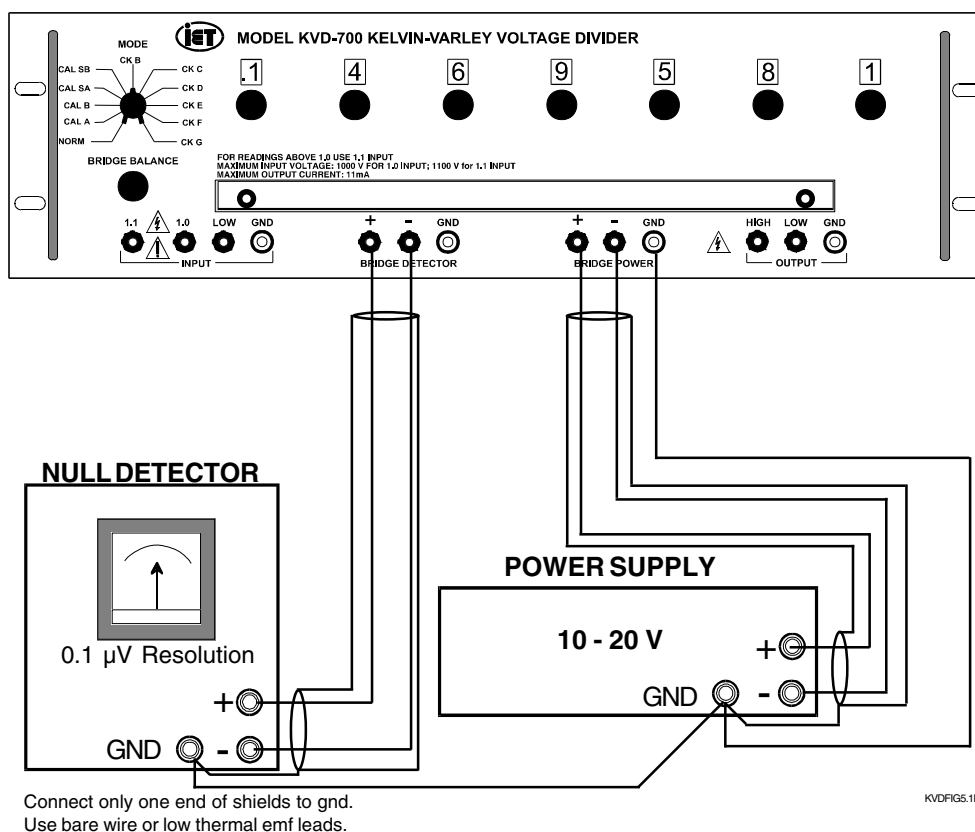 iET MODEL KVD-700 KELVIN-VARLEY VOLTAGE DIVIDER
MODE
CK B
CAL SB CK C
CAL SA CK D
CAL B CK E
CAL A CK F
NORM CK G
.1 4 6 9 5 8 1
BRIDGE BALANCE
FOR READINGS ABOVE 1.0 USE 1.1 INPUT
MAXIMUM INPUT VOLTAGE: 1000 V FOR 1.0 INPUT; 1100 V for 1.1 INPUT
MAXIMUM OUTPUT CURRENT: 11mA
1.1 1.0 LOW GND + - GND + - GND HIGH LOW GND
INPUT BRIDGE DETECTOR BRIDGE POWER OUTPUT
NULL DETECTOR
0.1 µV Resolution
+
GND -
POWER SUPPLY
10 - 20 V
+
GND -
Connect only one end of shields to gnd.
Use bare wire or low thermal emf leads.